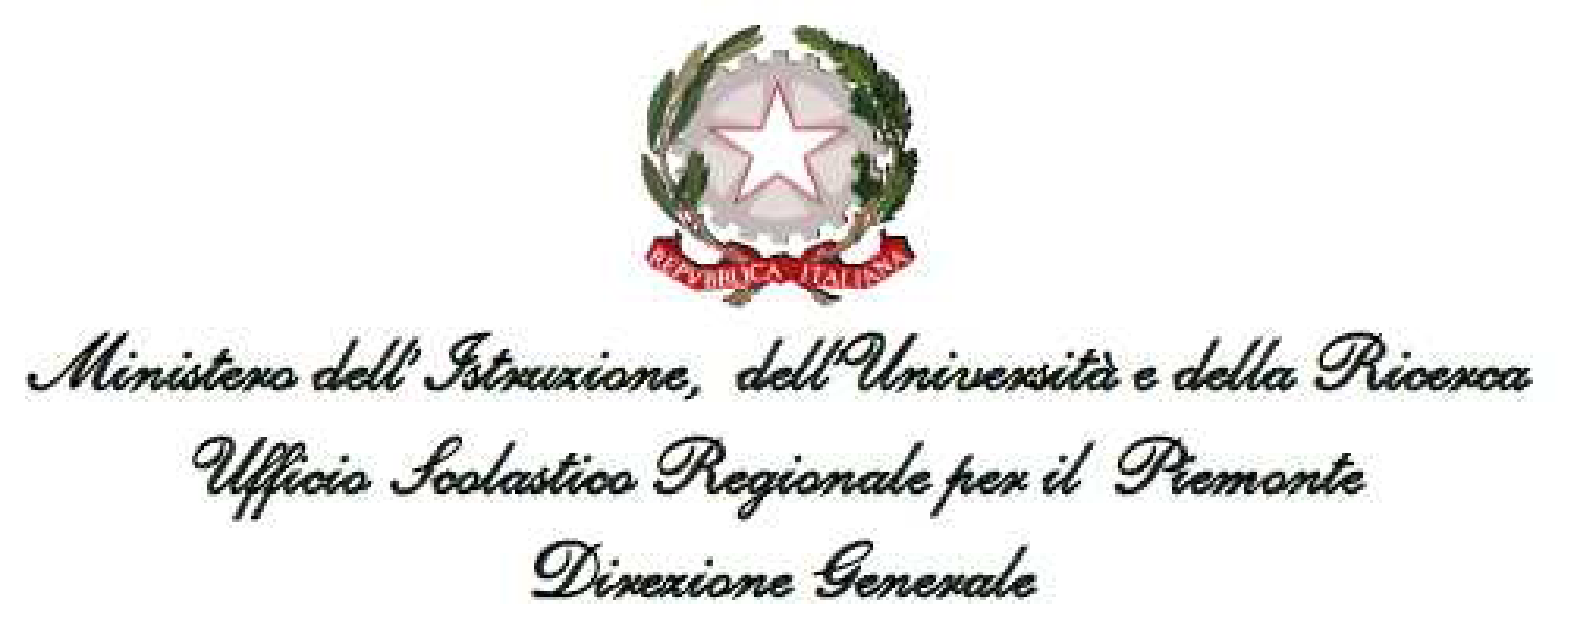 REPVBBLICA ITALIANA
Ministero dell' Istruzione, dell'Università e della Ricerca
Ufficio Scolastico Regionale per il Piemonte
Direzione Generale